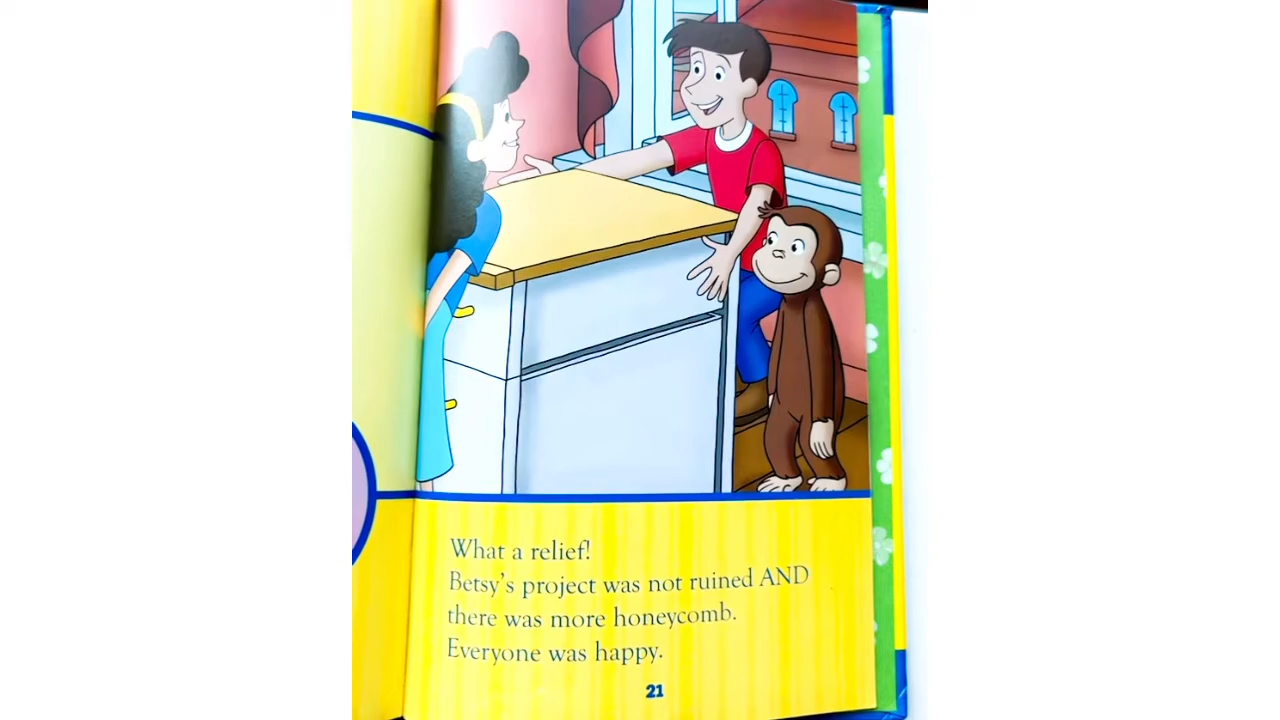 What a relief!
Betsy's project was not ruined AND
there was more honeycomb.
Everyone was happy.
21